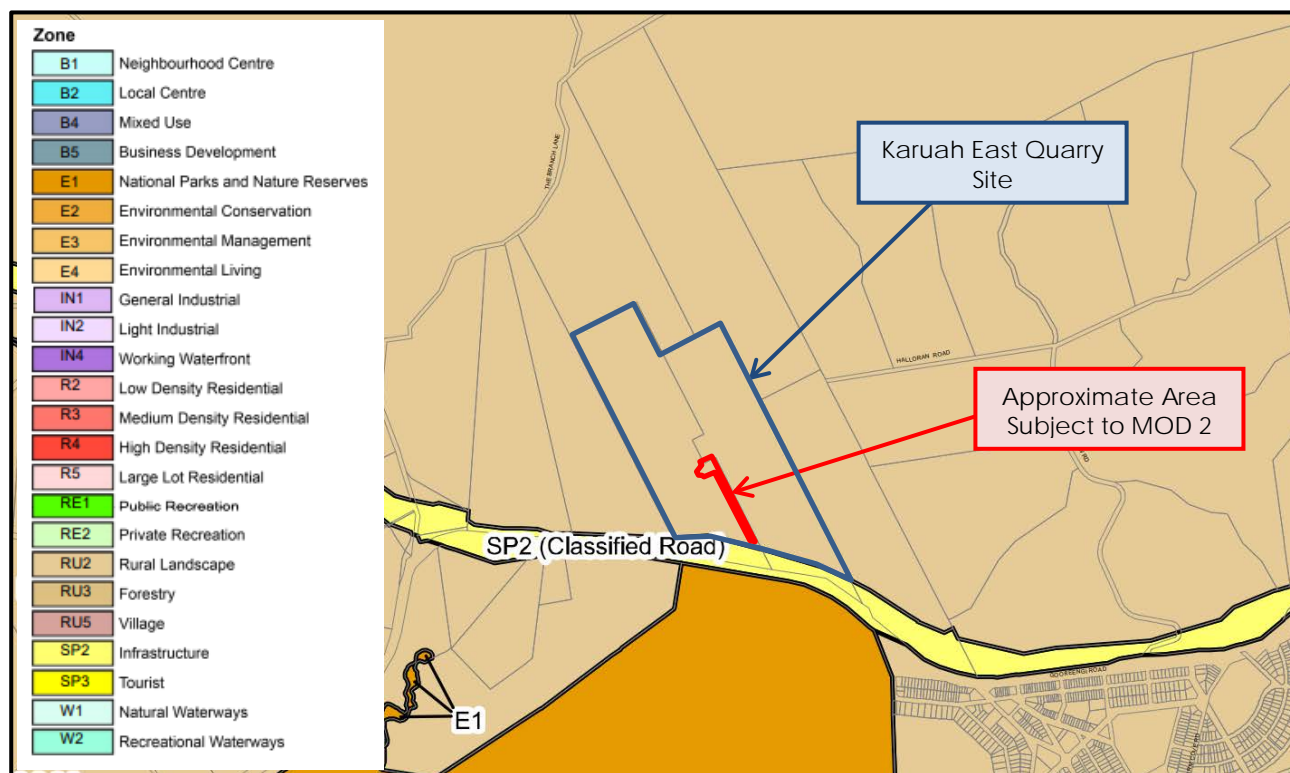 Zone
B1 Neighbourhood Centre
B2 Local Centre
B4 Mixed Use
B5 Business Development
E1 National Parks and Nature Reserves
E2 Environmental Conservation
E3 Environmental Management
E4 Environmental Living
IN1 General Industrial
IN2 Light Industrial
IN4 Working Waterfront
R2 Low Density Residential
R3 Medium Density Residential
R4 High Density Residential
R5 Large Lot Residential
RE1 Public Recreation
RE2 Private Recreation
RU2 Rural Landscape
RU3 Forestry
RU5 Village
SP2 Infrastructure
SP3 Tourist
W1 Natural Waterways
W2 Recreational Waterways
THE BRANCH LANE
Karuah East Quarry
Site
HALLORAN ROAD
Approximate Area
Subject to MOD 2
RD
SP2 (Classified Road)
E1